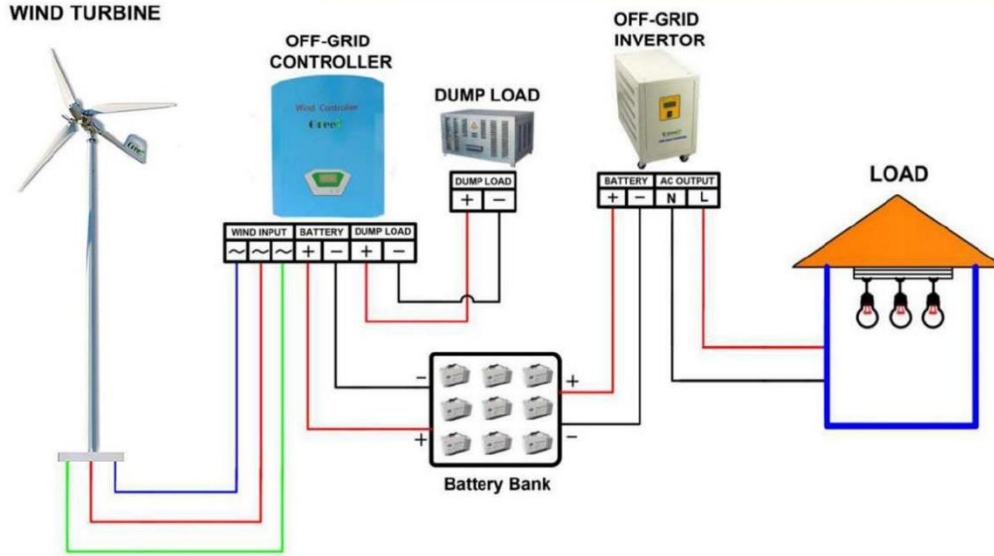 WIND TURBINE
OFF-GRID
CONTROLLER
Wind Controller
Greef
DUMP LOAD
OFF-GRID
INVERTOR
DUMP LOAD
+ −
BATTERY AC OUTPUT
+ − N L
LOAD
WIND INPUT BATTERY DUMP LOAD
~ ~ ~ + − + −
− +
+ −
Battery Bank